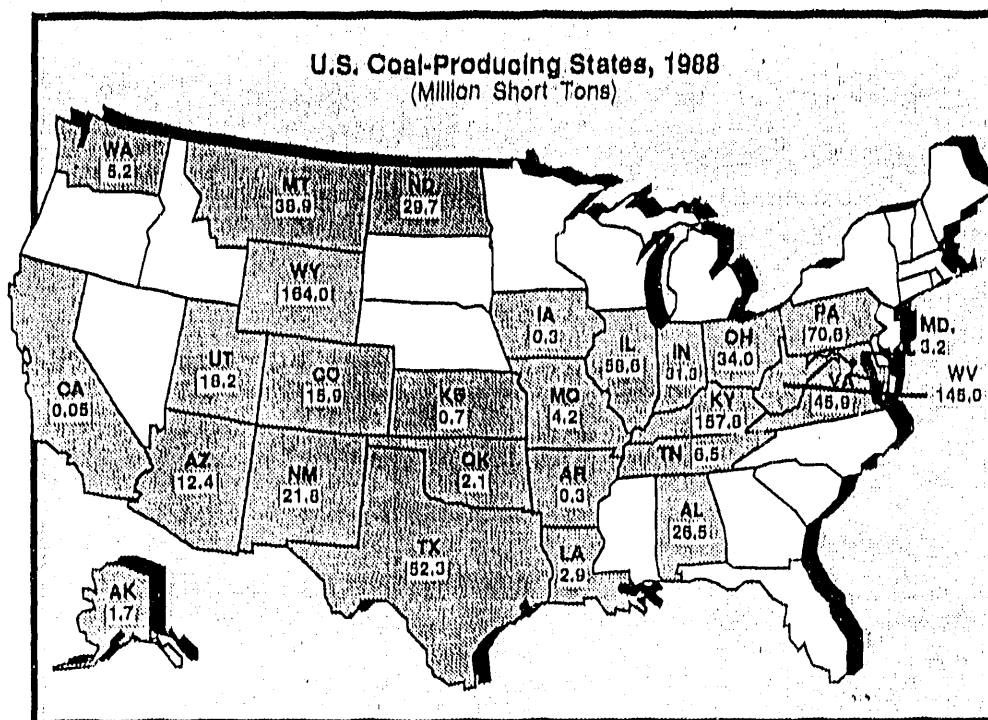 U.S. Coal-Producing States, 1988
(Million Short Tons)
WA
5.2
MT
38.9
ND
29.7
WY
164.0
IA
0.3
PA
70.6
MD.
3.2
OH
34.0
IL
58.6
IN
31.3
UT
18.2
CO
15.9
WV
145.0
CA
0.05
KS
0.7
MO
4.2
VA
45.9
KY
157.8
TN 6.5
AZ
12.4
NM
21.8
OK
2.1
AR
0.3
AL
26.5
TX
52.3
LA
2.9
AK
1.7